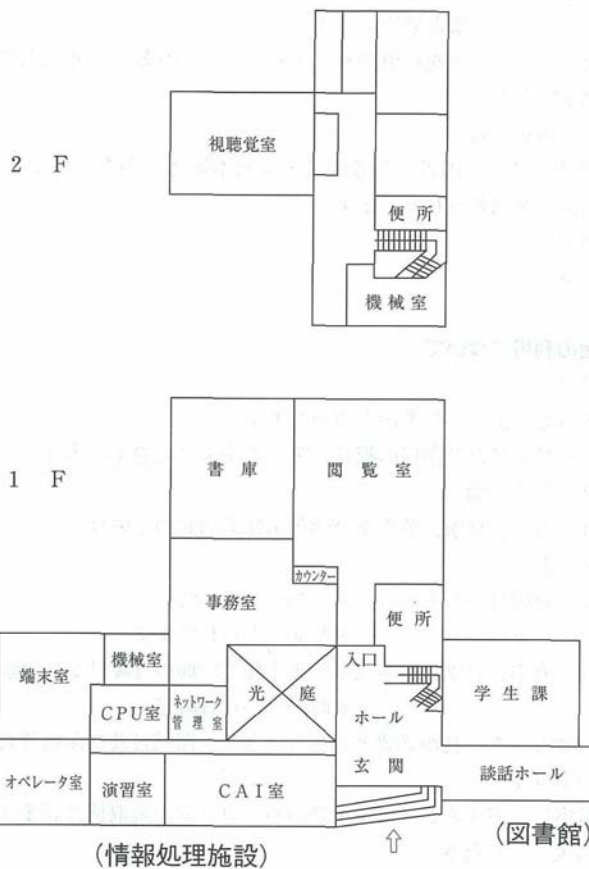 2 F
視聴覚室
便所
機械室
1 F
書庫
閲覧室
カウンター
事務室
便所
端末室
機械室
入口
学生課
光庭
CPU室
ネットワーク
管理室
ホール
オペレータ室
演習室
CAI室
玄関
談話ホール
(情報処理施設)
(図書館)